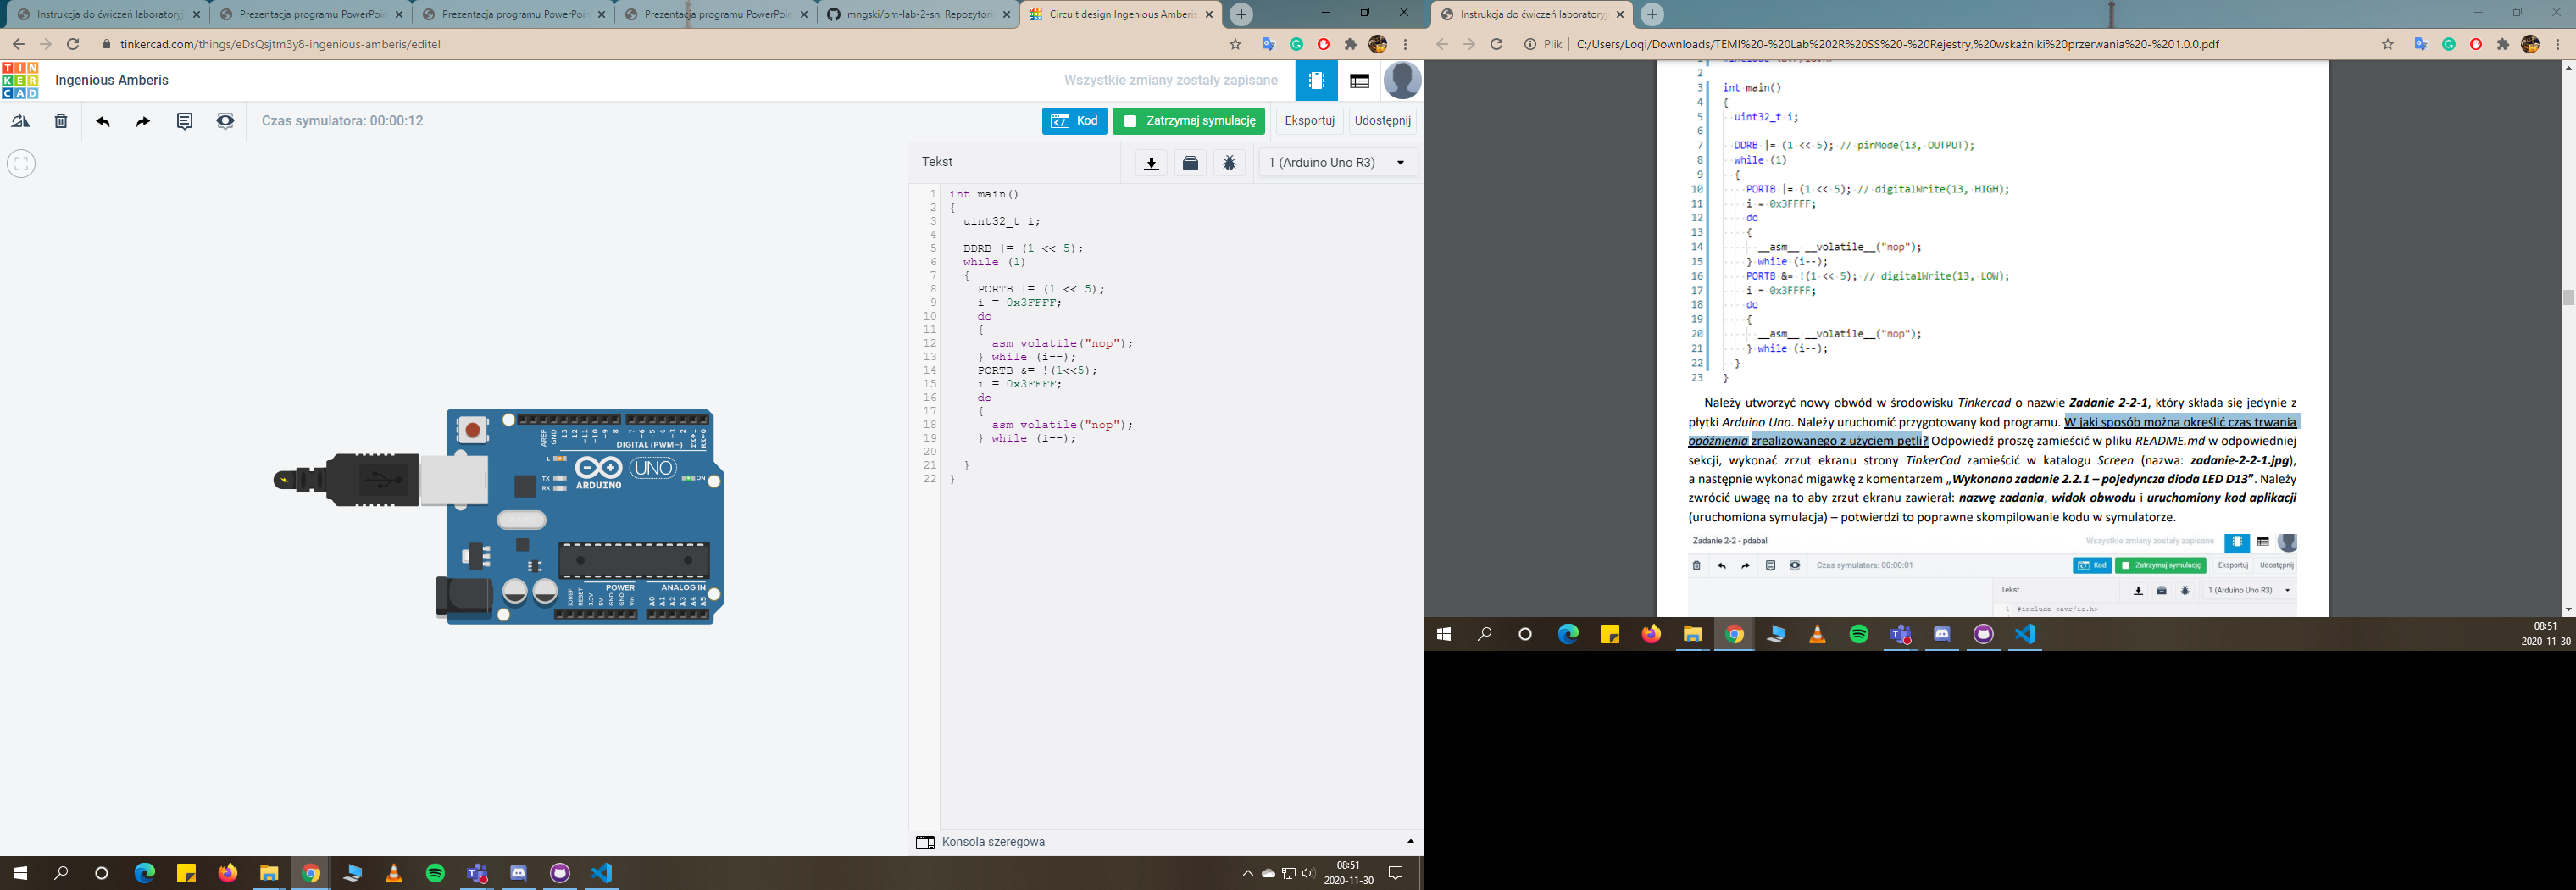 Instrukcja do ćwiczeń laboratoryj
Prezentacja programu PowerPoin
Prezentacja programu PowerPoin
Prezentacja programu PowerPoin
mngski/pm-lab-2-sn: Repozytori
Circuit design Ingenious Amberis
tinkercad.com/things/eDsQsjtm3y8-ingenious-amberis/editel
TIN
KER
CAD
Ingenious Amberis
Wszystkie zmiany zostały zapisane
Czas symulatora: 00:00:12
Kod
Zatrzymaj symulację
Eksportuj
Udostępnij
Tekst
1 (Arduino Uno R3)
1 int main()
2 {
3 uint32_t i;
4
5 DDRB |= (1 << 5);
6 while (1)
7 {
8 PORTB |= (1 << 5);
9 i = 0x3FFFF;
10 do
11 {
12 asm volatile("nop");
13 } while (i--);
14 PORTB &= !(1<<5);
15 i = 0x3FFFF;
16 do
17 {
18 asm volatile("nop");
19 } while (i--);
20
21 }
22 }
AREF
GND
13
12
~11
~10
~9
8
7
~6
~5
4
~3
2
TX→1
RX←0
DIGITAL (PWM~)
L
TX
RX
UNO
ARDUINO
ON
POWER
ANALOG IN
IOREF
RESET
3.3V
5V
GND
GND
Vin
A0
A1
A2
A3
A4
A5
Konsola szeregowa
08:51
2020-11-30
Instrukcja do ćwiczeń laboratoryj
Plik
C:/Users/Loqi/Downloads/TEMI%20-%20Lab%202R%20SS%20-%20Rejestry,%20wskaźniki%20przerwania%20-%201.0.0.pdf
2
3 int main()
4 {
5 uint32_t i;
6
7 DDRB |= (1 << 5); // pinMode(13, OUTPUT);
8 while (1)
9 {
10 PORTB |= (1 << 5); // digitalWrite(13, HIGH);
11 i = 0x3FFFF;
12 do
13 {
14 __asm__ __volatile__("nop");
15 } while (i--);
16 PORTB &= !(1 << 5); // digitalWrite(13, LOW);
17 i = 0x3FFFF;
18 do
19 {
20 __asm__ __volatile__("nop");
21 } while (i--);
22 }
23 }
Należy utworzyć nowy obwód w środowisku Tinkercad o nazwie Zadanie 2-2-1, który składa się jedynie z
płytki Arduino Uno. Należy uruchomić przygotowany kod programu. W jaki sposób można określić czas trwania
opóźnienia zrealizowanego z użyciem pętli? Odpowiedź proszę zamieścić w pliku README.md w odpowiedniej
sekcji, wykonać zrzut ekranu strony TinkerCad zamieścić w katalogu Screen (nazwa: zadanie-2-2-1.jpg),
a następnie wykonać migawkę z komentarzem „Wykonano zadanie 2.2.1 – pojedyncza dioda LED D13”. Należy
zwrócić uwagę na to aby zrzut ekranu zawierał: nazwę zadania, widok obwodu i uruchomiony kod aplikacji
(uruchomiona symulacja) – potwierdzi to poprawne skompilowanie kodu w symulatorze.
Zadanie 2-2 - pdabal
Wszystkie zmiany zostały zapisane
Czas symulatora: 00:00:01
Kod
Zatrzymaj symulację
Eksportuj
Udostępnij
Tekst
1 (Arduino Uno R3)
1 #include <avr/io.h>
08:51
2020-11-30